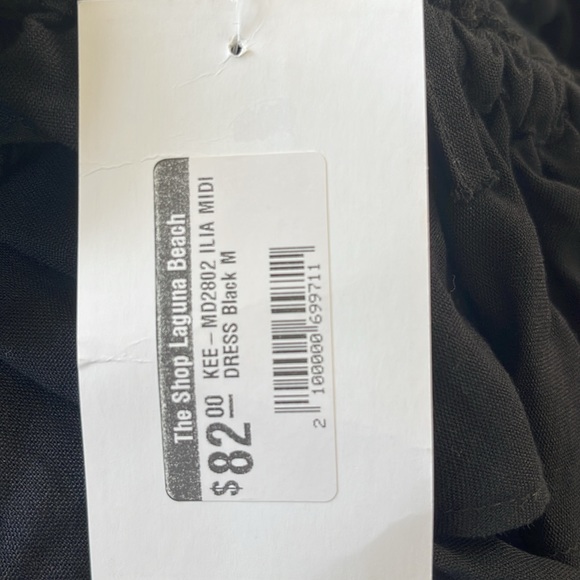 The Shop Laguna Beach
$82.00
KEE-MD2802 ILIA MIDI
DRESS Black M
2 100000 699711